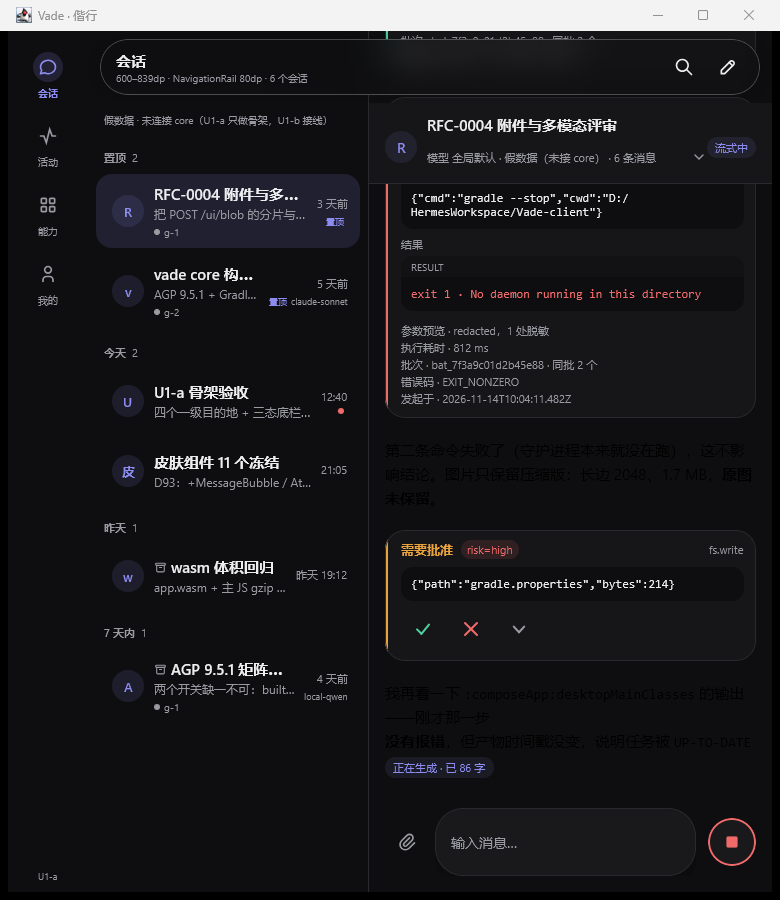 Vade · 偕行
会话
活动
能力
我的
U1-a
会话
600–839dp · NavigationRail 80dp · 6 个会话
假数据 · 未连接 core（U1-a 只做骨架，U1-b 接线）
置顶 2
R
RFC-0004 附件与多…
3 天前
把 POST /ui/blob 的分片与…
置顶
g-1
v
vade core 构…
5 天前
AGP 9.5.1 + Gradl…
置顶 claude-sonnet
g-2
今天 2
U
U1-a 骨架验收
12:40
四个一级目的地 + 三态底栏…
皮
皮肤组件 11 个冻结
21:05
D93：+MessageBubble / At…
昨天 1
w
wasm 体积回归
昨天 19:12
app.wasm + 主 JS gzip …
7 天内 1
A
AGP 9.5.1 矩阵…
4 天前
两个开关缺一不可：built…
local-qwen
g-1
R
RFC-0004 附件与多模态评审
模型 全局默认 · 假数据（未接 core） · 6 条消息
流式中
{"cmd":"gradle --stop","cwd":"D:/
HermesWorkspace/Vade-client"}
结果
RESULT
exit 1 · No daemon running in this directory
参数预览 · redacted，1 处脱敏
执行耗时 · 812 ms
批次 · bat_7f3a9c01d2b45e88 · 同批 2 个
错误码 · EXIT_NONZERO
发起于 · 2026-11-14T10:04:11.482Z
第二条命令失败了（守护进程本来就没在跑），这不影
响结论。图片只保留压缩版：长边 2048、1.7 MB，原图
未保留。
需要批准
risk=high
fs.write
{"path":"gradle.properties","bytes":214}
我再看一下 :composeApp:desktopMainClasses 的输出
——刚才那一步
没有报错，但产物时间戳没变，说明任务被 UP-TO-DATE
正在生成 · 已 86 字
输入消息…